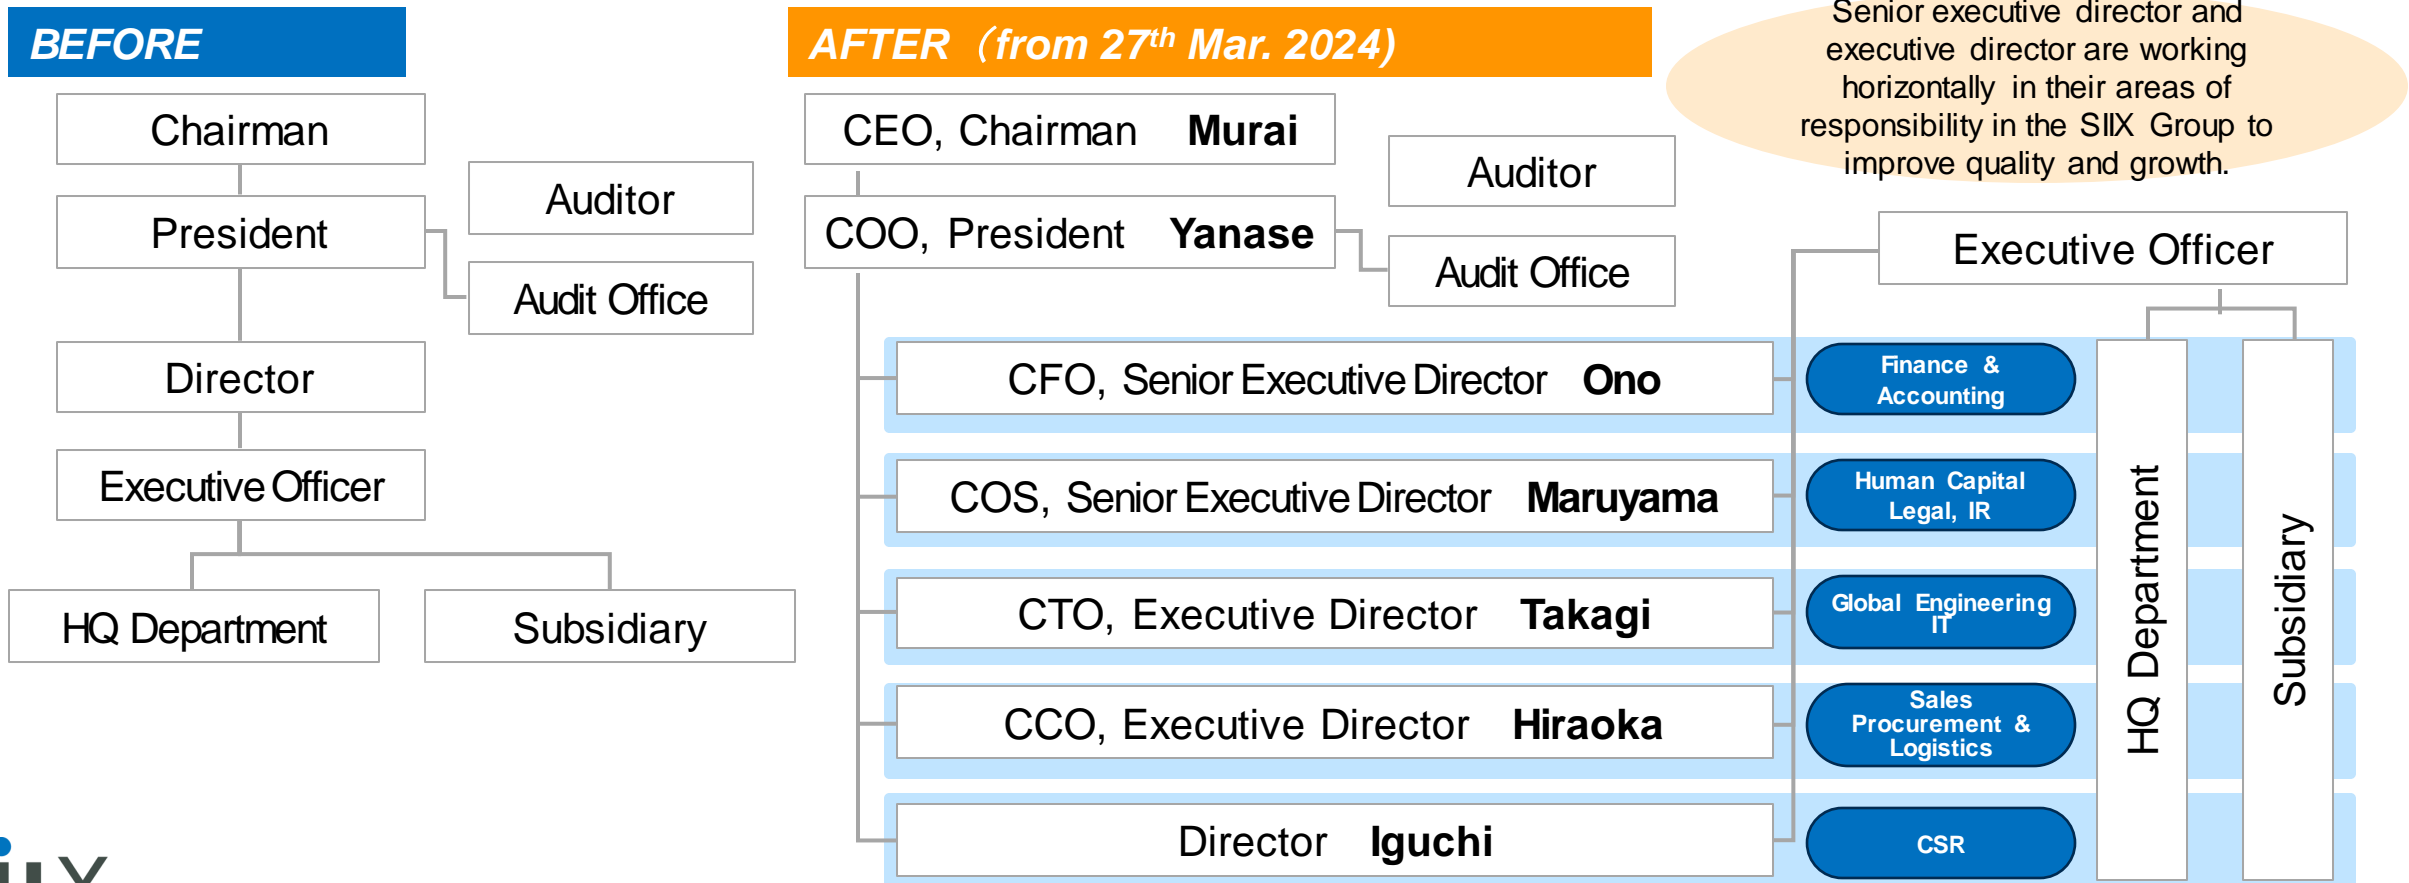 BEFORE
Chairman
President
Auditor
Audit Office
Director
Executive Officer
HQ Department
Subsidiary
AFTER（from 27th Mar. 2024)
CEO, Chairman Murai
COO, President Yanase
Auditor
Audit Office
Senior executive director and
executive director are working
horizontally in their areas of
responsibility in the SIIX Group to
improve quality and growth.
Executive Officer
CFO, Senior Executive Director Ono
Finance &
Accounting
COS, Senior Executive Director Maruyama
Human Capital
Legal, IR
CTO, Executive Director Takagi
Global Engineering
IT
CCO, Executive Director Hiraoka
Sales
Procurement &
Logistics
Director Iguchi
CSR
HQ Department
Subsidiary